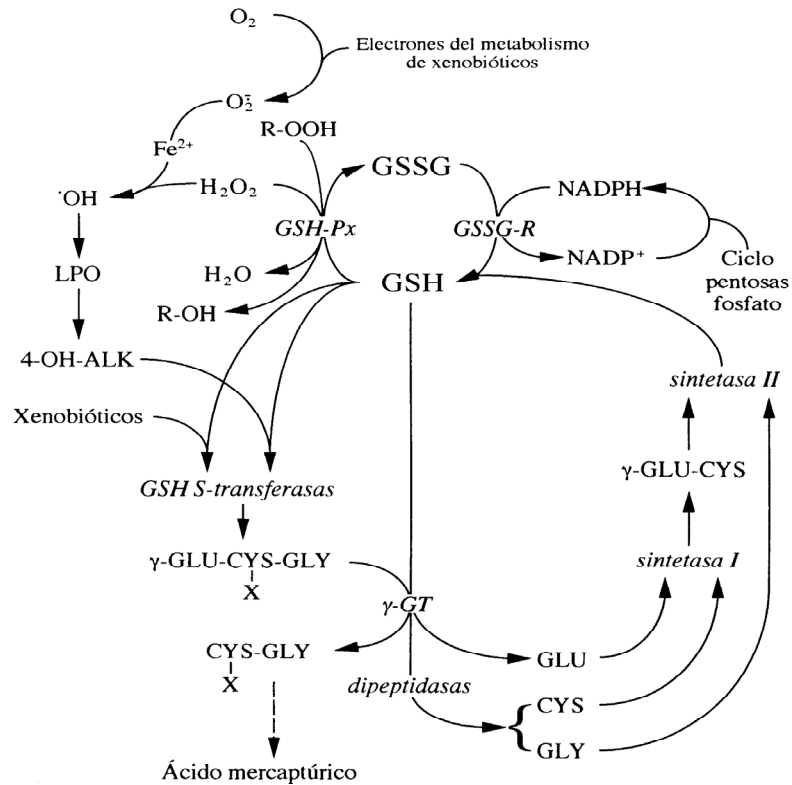 O₂
Electrones del metabolismo
de xenobióticos
O₂⁻
R-OOH
Fe²⁺
GSSG
·OH
H₂O₂
NADPH
GSH-Px
GSSG-R
LPO
H₂O
GSH
NADP⁺
Ciclo
pentosas
fosfato
R-OH
4-OH-ALK
sintetasa II
Xenobióticos
γ-GLU-CYS
GSH S-transferasas
γ-GLU-CYS-GLY
X
sintetasa I
γ-GT
CYS-GLY
X
GLU
dipeptidasas
CYS
GLY
Ácido mercaptúrico